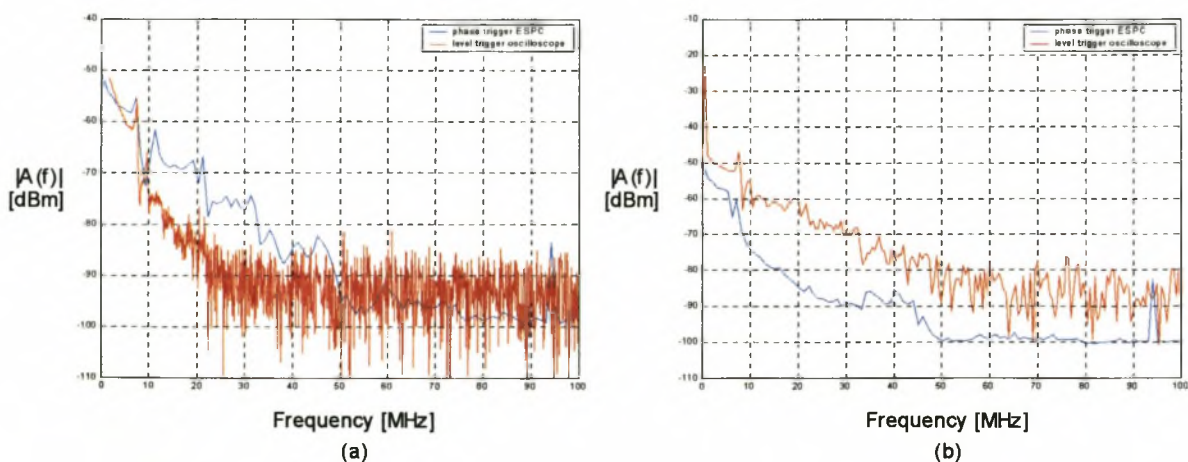 -40
-50
-60
-70
-80
-90
-100
-110
|A(f)|
[dBm]
phase trigger ESPC
level trigger oscilloscope
0 10 20 30 40 50 60 70 80 90 100
Frequency [MHz]
(a)
-10
-20
-30
-40
-50
-60
-70
-80
-90
-100
-110
|A(f)|
[dBm]
phase trigger ESPC
level trigger oscilloscope
0 10 20 30 40 50 60 70 80 90 100
Frequency [MHz]
(b)